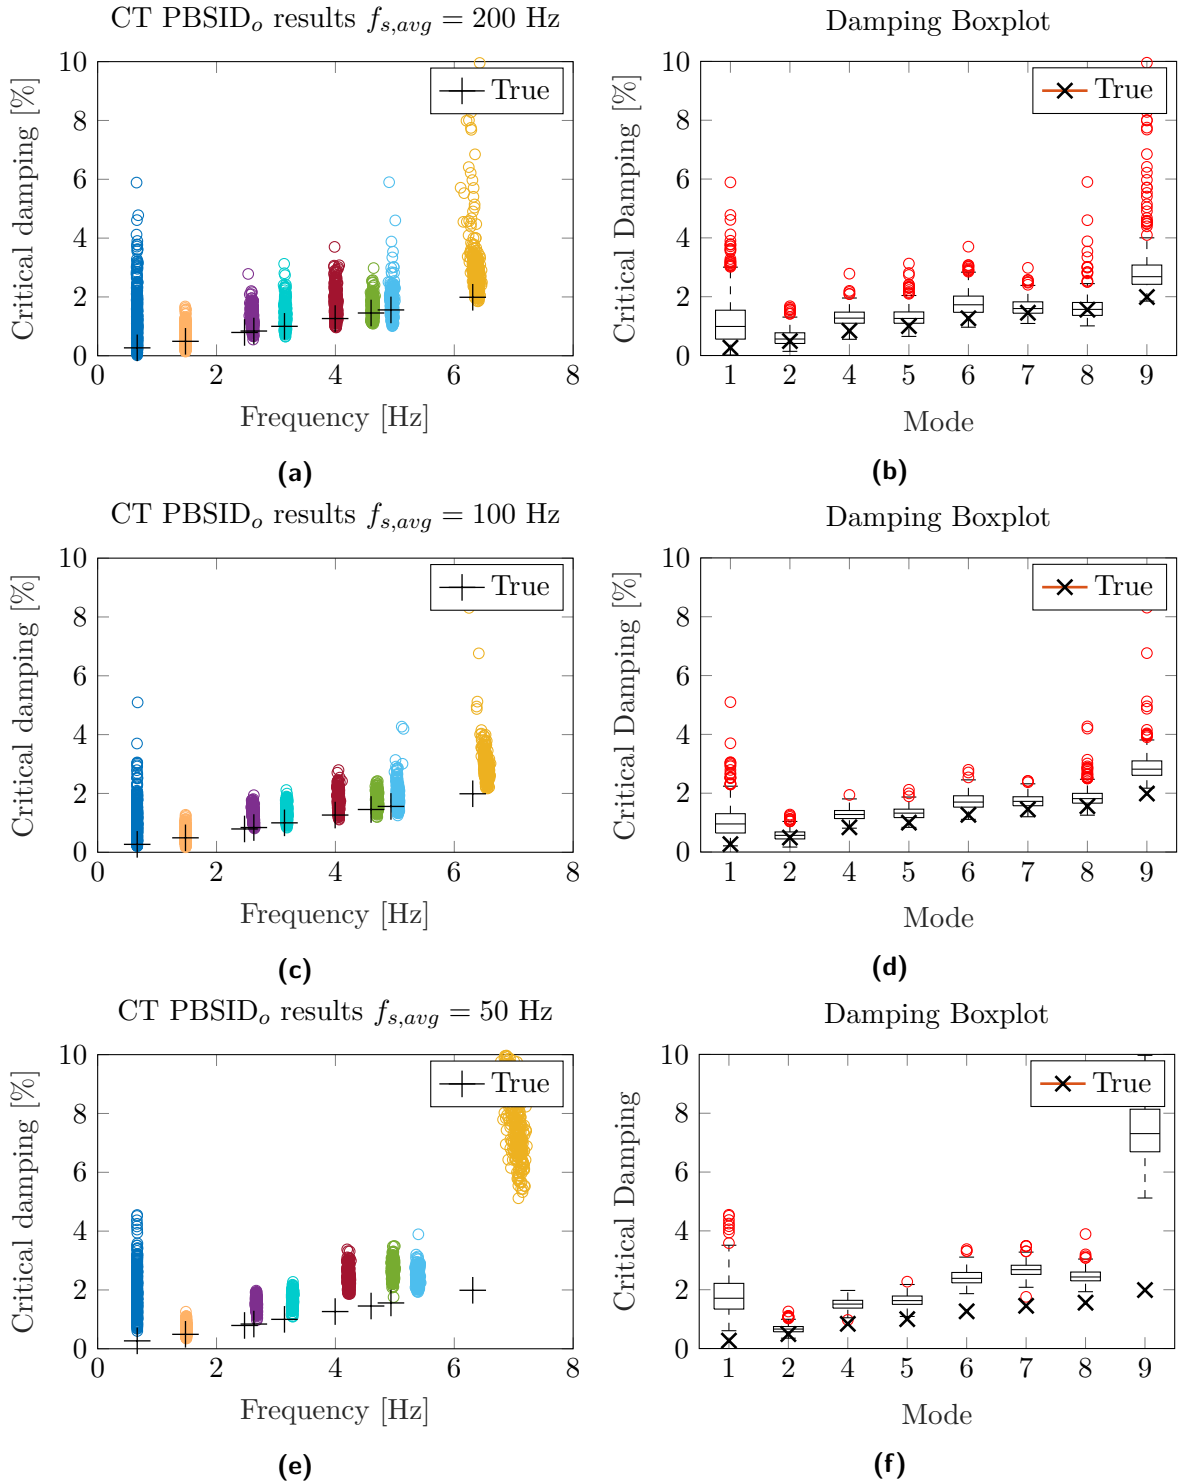 CT PBSIDₒ results f_{s,avg} = 200 Hz
Damping Boxplot
Critical damping [%]
10
8
6
4
2
0
True
0 2 4 6 8
Frequency [Hz]
(a)
Critical Damping [%]
10
8
6
4
2
0
True
1 2 4 5 6 7 8 9
Mode
(b)
CT PBSIDₒ results f_{s,avg} = 100 Hz
Damping Boxplot
Critical damping [%]
10
8
6
4
2
0
True
0 2 4 6 8
Frequency [Hz]
(c)
Critical Damping [%]
10
8
6
4
2
0
True
1 2 4 5 6 7 8 9
Mode
(d)
CT PBSIDₒ results f_{s,avg} = 50 Hz
Damping Boxplot
Critical damping [%]
10
8
6
4
2
0
True
0 2 4 6 8
Frequency [Hz]
(e)
Critical Damping
10
8
6
4
2
0
True
1 2 4 5 6 7 8 9
Mode
(f)